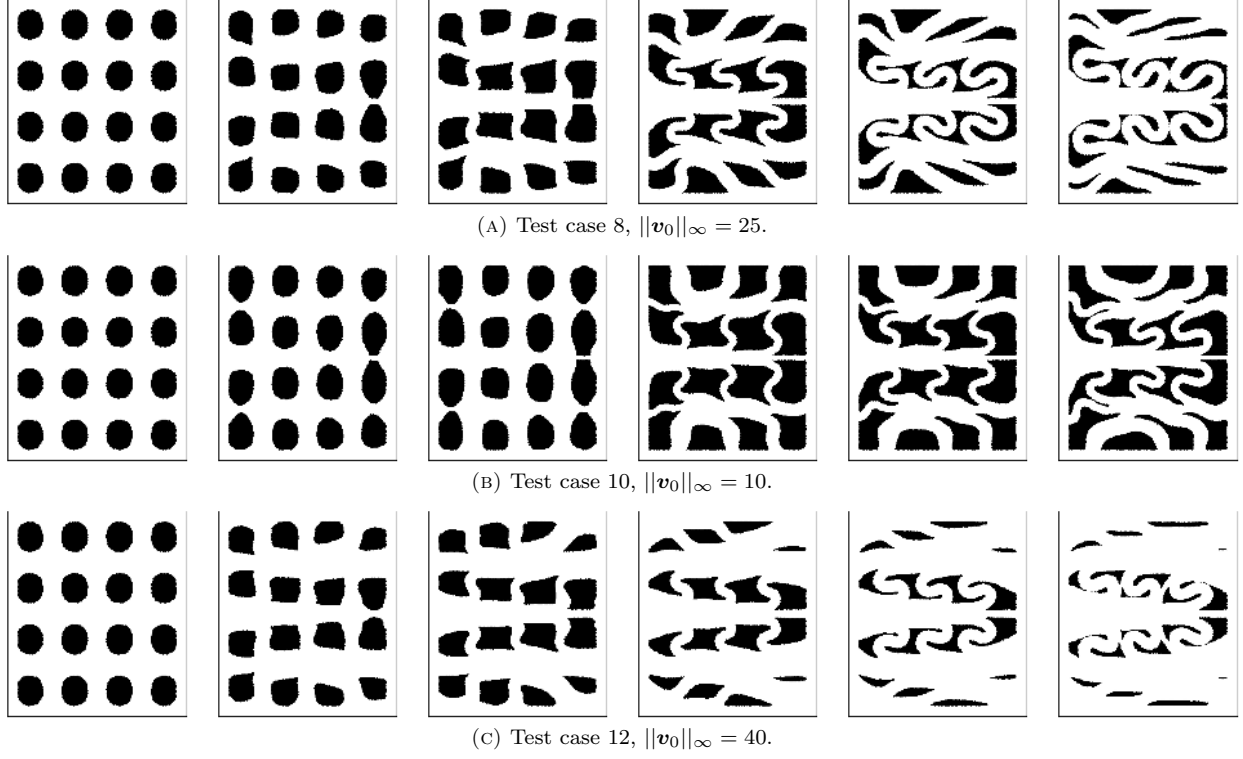 (A) Test case 8, ||v₀||∞ = 25.
(B) Test case 10, ||v₀||∞ = 10.
(C) Test case 12, ||v₀||∞ = 40.